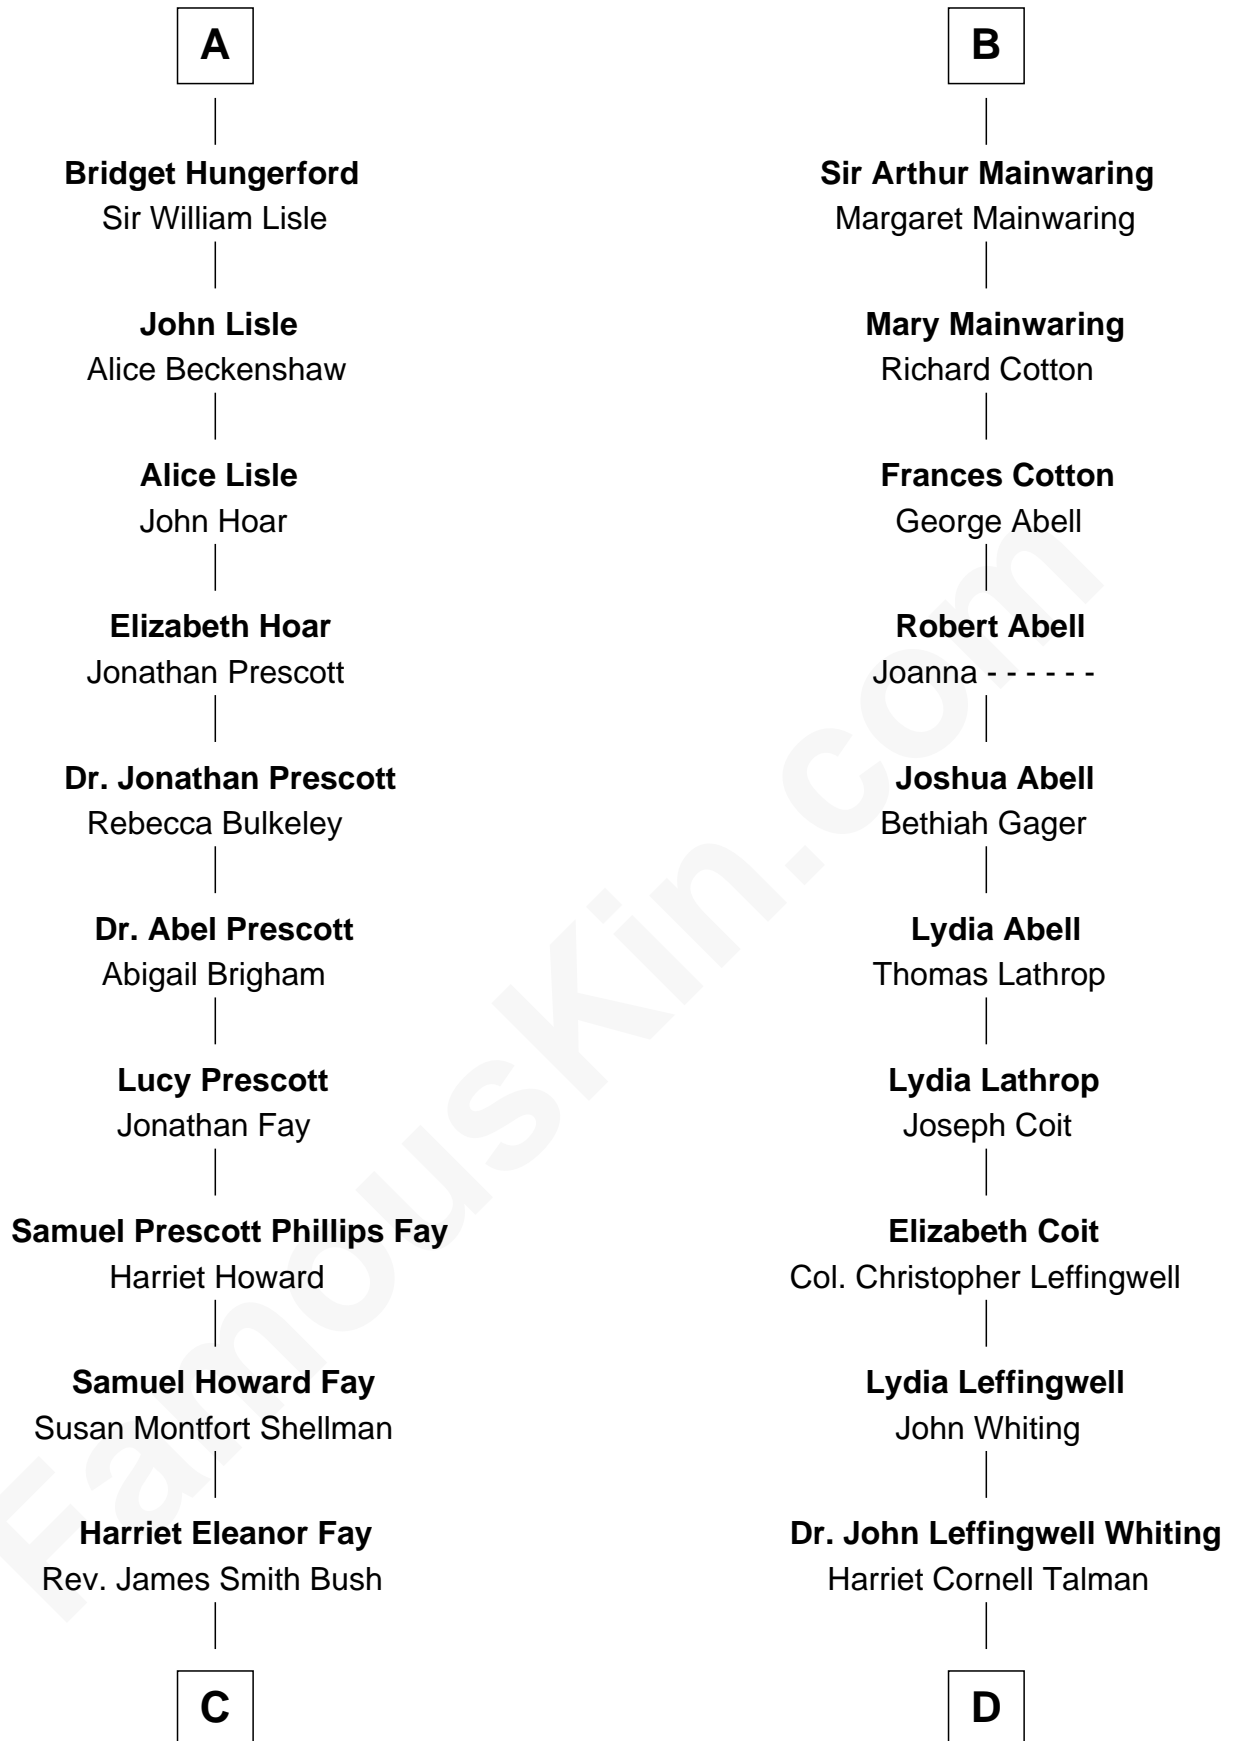 A
Bridget Hungerford
Sir William Lisle
John Lisle
Alice Beckenshaw
Alice Lisle
John Hoar
Elizabeth Hoar
Jonathan Prescott
Dr. Jonathan Prescott
Rebecca Bulkeley
Dr. Abel Prescott
Abigail Brigham
Lucy Prescott
Jonathan Fay
Samuel Prescott Phillips Fay
Harriet Howard
Samuel Howard Fay
Susan Montfort Shellman
Harriet Eleanor Fay
Rev. James Smith Bush
C
B
Sir Arthur Mainwaring
Margaret Mainwaring
Mary Mainwaring
Richard Cotton
Frances Cotton
George Abell
Robert Abell
Joanna - - - - - -
Joshua Abell
Bethiah Gager
Lydia Abell
Thomas Lathrop
Lydia Lathrop
Joseph Coit
Elizabeth Coit
Col. Christopher Leffingwell
Lydia Leffingwell
John Whiting
Dr. John Leffingwell Whiting
Harriet Cornell Talman
D
FamousKin.com